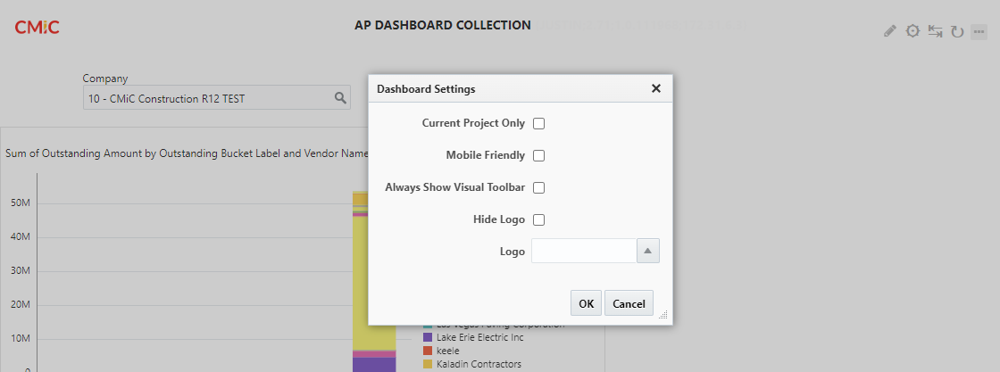 CMiC
AP DASHBOARD COLLECTION
Company
10 - CMiC Construction R12 TEST
Dashboard Settings
Current Project Only
Mobile Friendly
Always Show Visual Toolbar
Hide Logo
Logo
OK
Cancel
Sum of Outstanding Amount by Outstanding Bucket Label and Vendor Name
50M
40M
30M
20M
10M
Las Vegas Paving Corporation
Lake Erie Electric Inc
keele
Kaladin Contractors